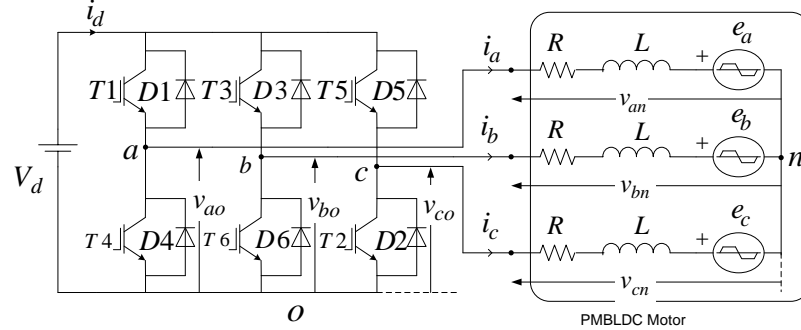 i_d
i_a R L e_a
T1 D1 T3 D3 T5 D5
v_an
a i_b R L e_b
b c n
V_d v_ao v_bo v_co v_bn
i_c R L e_c
T4 D4 T6 D6 T2 D2
v_cn
o
PMBLDC Motor